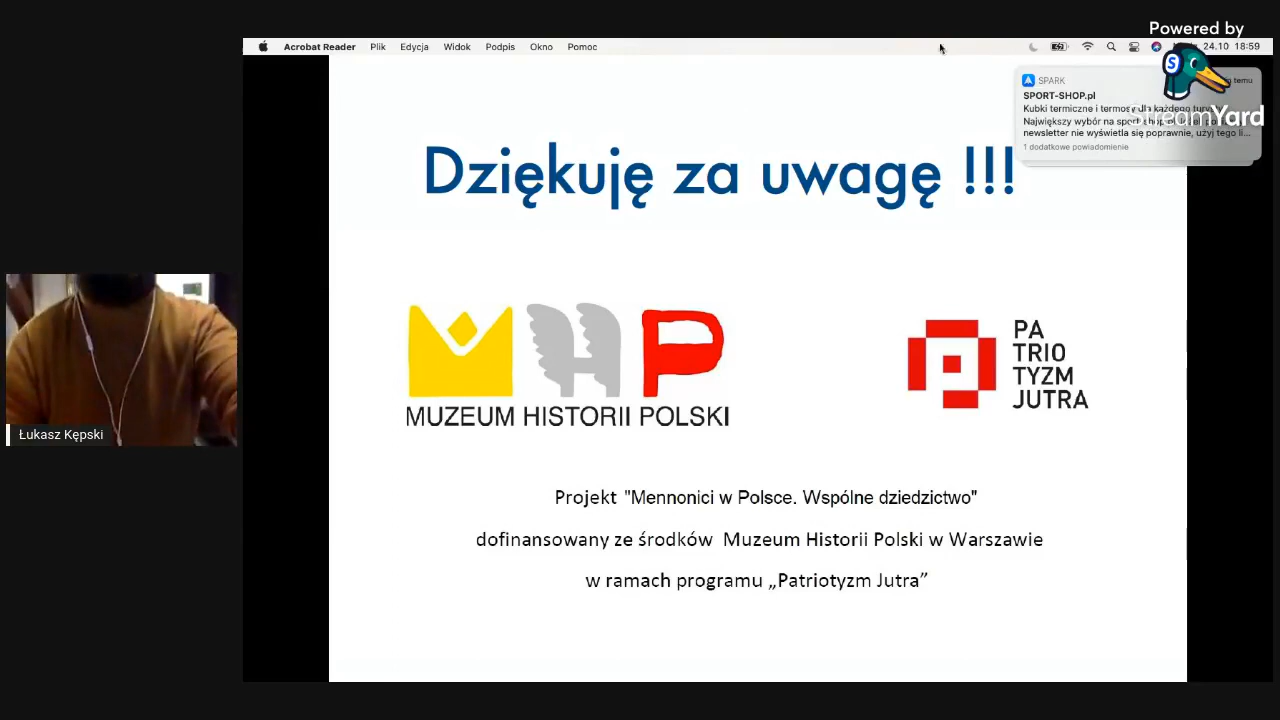 Powered by
StreamYard
Acrobat Reader Plik Edycja Widok Podpis Okno Pomoc
24.10 18:59
SPARK temu
SPORT-SHOP.pl
Kubki termiczne i termosy dla każdego turysty
Największy wybór na sport-shop.pl
newsletter nie wyświetla się poprawnie, użyj tego li...
1 dodatkowe powiadomienie
Dziękuję za uwagę !!!
MHP
MUZEUM HISTORII POLSKI
P
PA
TRIO
TYZM
JUTRA
Łukasz Kępski
Projekt "Mennonici w Polsce. Wspólne dziedzictwo"
dofinansowany ze środków Muzeum Historii Polski w Warszawie
w ramach programu „Patriotyzm Jutra”